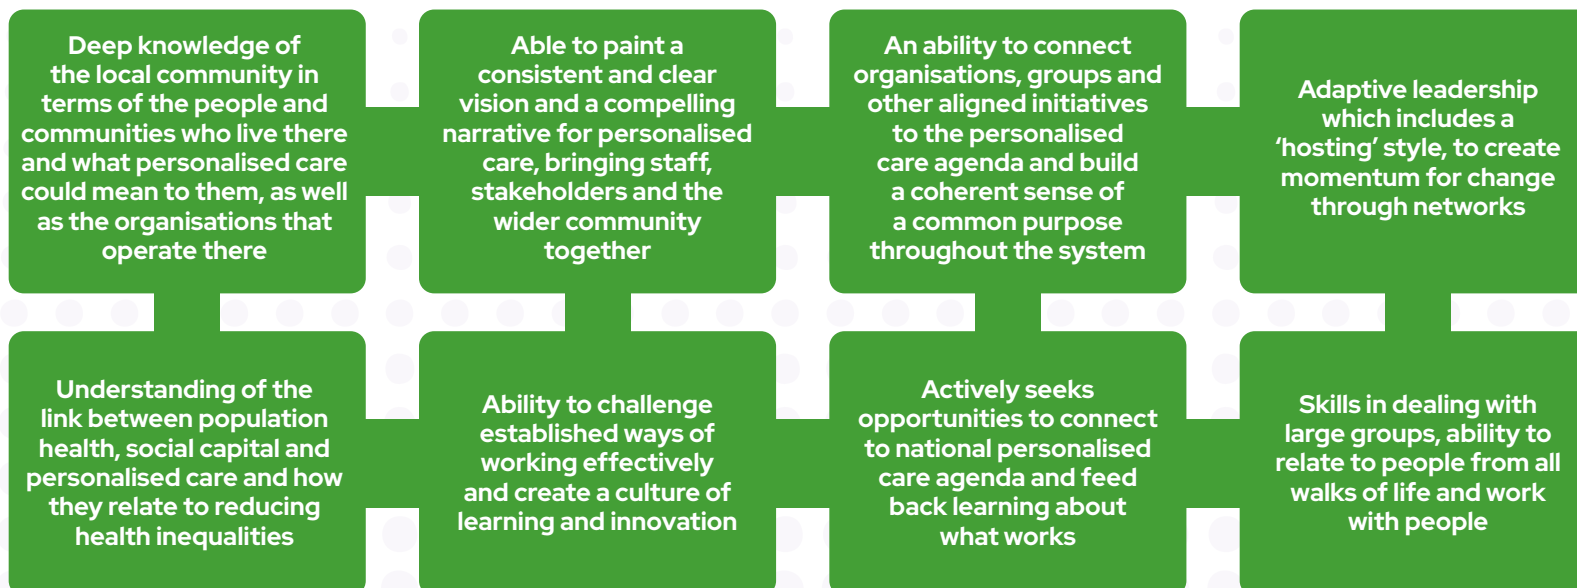 Deep knowledge of
the local community in
terms of the people and
communities who live there
and what personalised care
could mean to them, as well
as the organisations that
operate there
Able to paint a
consistent and clear
vision and a compelling
narrative for personalised
care, bringing staff,
stakeholders and the
wider community
together
An ability to connect
organisations, groups and
other aligned initiatives
to the personalised
care agenda and build
a coherent sense of
a common purpose
throughout the system
Adaptive leadership
which includes a
‘hosting’ style, to create
momentum for change
through networks
Understanding of the
link between population
health, social capital and
personalised care and how
they relate to reducing
health inequalities
Ability to challenge
established ways of
working effectively
and create a culture of
learning and innovation
Actively seeks
opportunities to connect
to national personalised
care agenda and feed
back learning about
what works
Skills in dealing with
large groups, ability to
relate to people from all
walks of life and work
with people